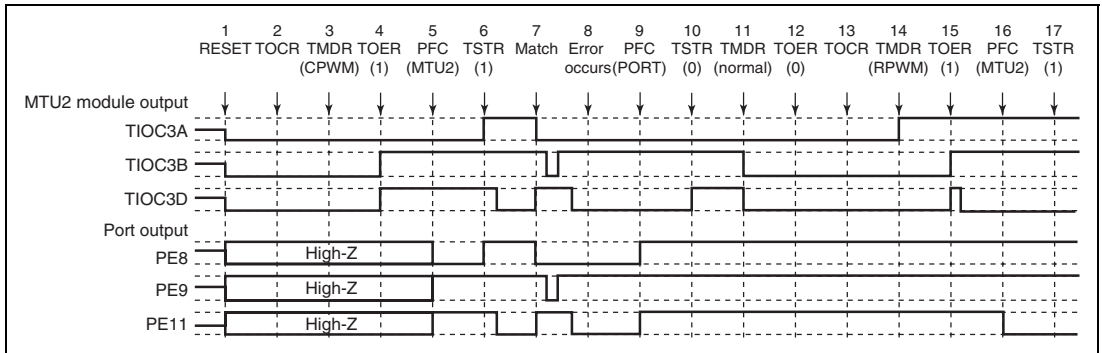 1 2 3 4 5 6 7 8 9 10 11 12 13 14 15 16 17
RESET TOCR TMDR TOER PFC TSTR Match Error PFC TSTR TMDR TOER TOCR TMDR TOER PFC TSTR
(CPWM) (1) (MTU2) (1) occurs (PORT) (0) (normal) (0) (RPWM) (1) (MTU2) (1)
MTU2 module output
TIOC3A
TIOC3B
TIOC3D
Port output
PE8 High-Z
PE9 High-Z
PE11 High-Z